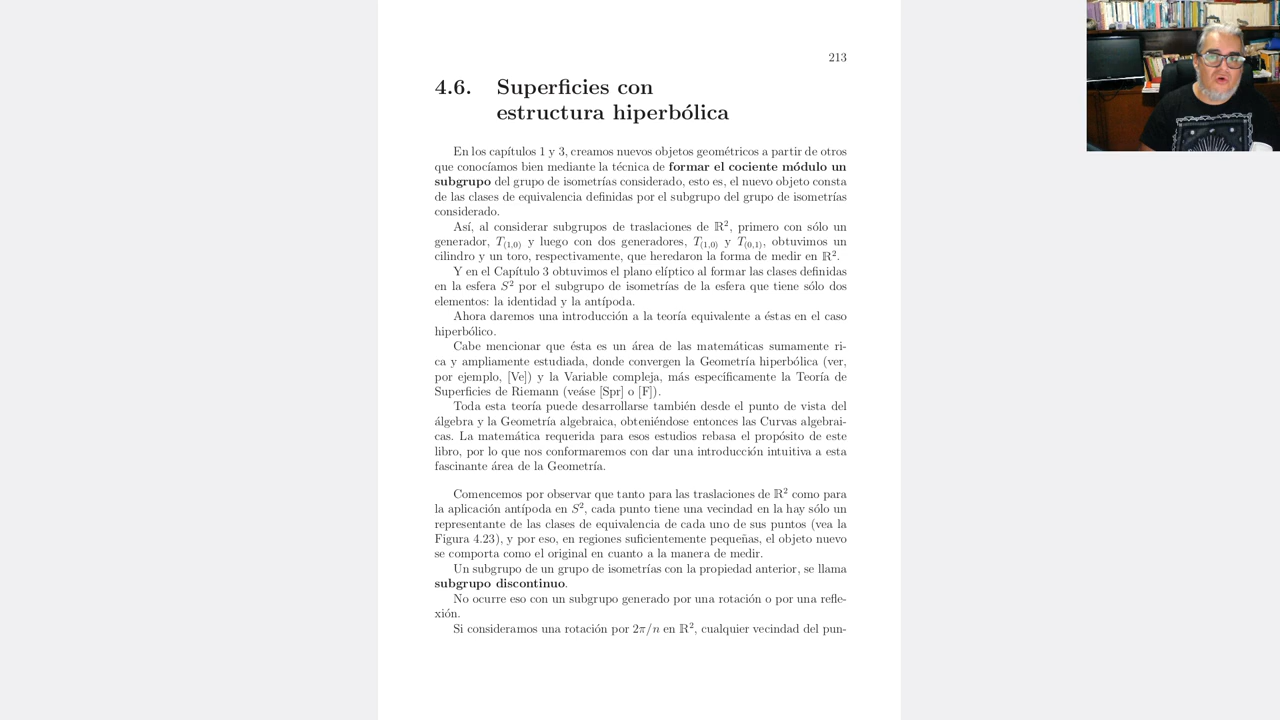 213
4.6. Superficies con
estructura hiperbólica
En los capítulos 1 y 3, creamos nuevos objetos geométricos a partir de otros
que conocíamos bien mediante la técnica de formar el cociente módulo un
subgrupo del grupo de isometrías considerado, esto es, el nuevo objeto consta
de las clases de equivalencia definidas por el subgrupo del grupo de isometrías
considerado.
Así, al considerar subgrupos de traslaciones de ℝ², primero con sólo un
generador, T₍₁,₀₎ y luego con dos generadores, T₍₁,₀₎ y T₍₀,₁₎, obtuvimos un
cilindro y un toro, respectivamente, que heredaron la forma de medir en ℝ².
Y en el Capítulo 3 obtuvimos el plano elíptico al formar las clases definidas
en la esfera S² por el subgrupo de isometrías de la esfera que tiene sólo dos
elementos: la identidad y la antípoda.
Ahora daremos una introducción a la teoría equivalente a éstas en el caso
hiperbólico.
Cabe mencionar que ésta es un área de las matemáticas sumamente ri-
ca y ampliamente estudiada, donde convergen la Geometría hiperbólica (ver,
por ejemplo, [Ve]) y la Variable compleja, más específicamente la Teoría de
Superficies de Riemann (veáse [Spr] o [F]).
Toda esta teoría puede desarrollarse también desde el punto de vista del
álgebra y la Geometría algebraica, obteniéndose entonces las Curvas algebrai-
cas. La matemática requerida para esos estudios rebasa el propósito de este
libro, por lo que nos conformaremos con dar una introducción intuitiva a esta
fascinante área de la Geometría.
Comencemos por observar que tanto para las traslaciones de ℝ² como para
la aplicación antípoda en S², cada punto tiene una vecindad en la hay sólo un
representante de las clases de equivalencia de cada uno de sus puntos (vea la
Figura 4.23), y por eso, en regiones suficientemente pequeñas, el objeto nuevo
se comporta como el original en cuanto a la manera de medir.
Un subgrupo de un grupo de isometrías con la propiedad anterior, se llama
subgrupo discontinuo.
No ocurre eso con un subgrupo generado por una rotación o por una refle-
xión.
Si consideramos una rotación por 2π/n en ℝ², cualquier vecindad del pun-